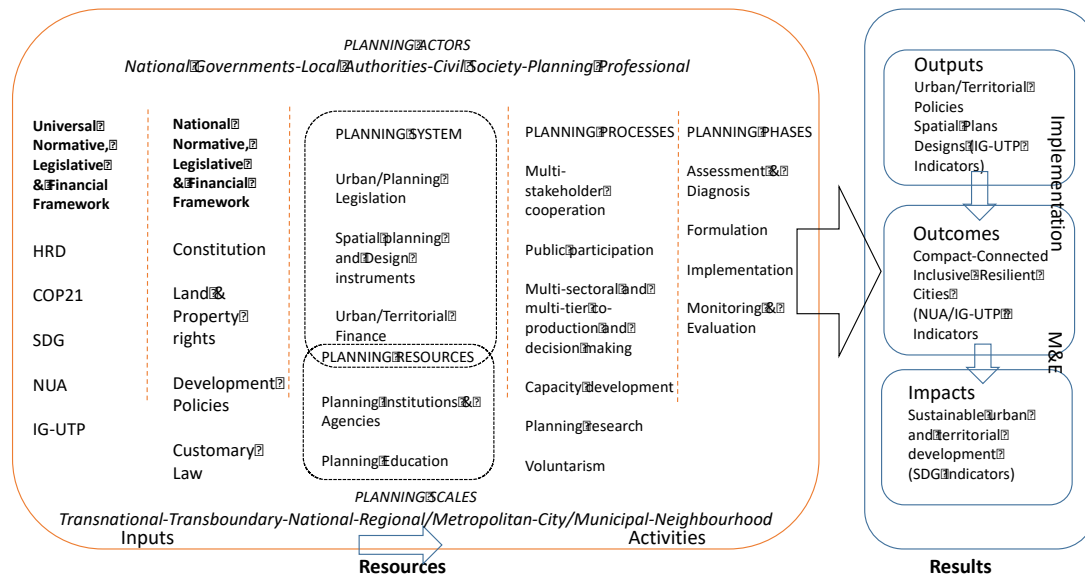 PLANNING ACTORS
National Governments-Local Authorities-Civil Society-Planning Professional
Universal
Normative,
Legislative
& Financial
Framework
HRD
COP21
SDG
NUA
IG-UTP
National
Normative,
Legislative
& Financial
Framework
Constitution
Land &
Property
rights
Development
Policies
Customary
Law
PLANNING SYSTEM
Urban/Planning
Legislation
Spatial planning
and Design
instruments
Urban/Territorial
Finance
PLANNING RESOURCES
Planning Institutions &
Agencies
Planning Education
PLANNING PROCESSES
Multi-
stakeholder
cooperation
Public participation
Multi-sectoral and
multi-tier co-
production and
decision making
Capacity development
Planning research
Voluntarism
PLANNING PHASES
Assessment &
Diagnosis
Formulation
Implementation
Monitoring &
Evaluation
PLANNING SCALES
Transnational-Transboundary-National-Regional/Metropolitan-City/Municipal-Neighbourhood
Inputs
Activities
Resources
Outputs
Urban/Territorial
Policies
Spatial Plans
Designs (IG-UTP
Indicators)
Implementation
Outcomes
Compact-Connected
Inclusive Resilient
Cities
(NUA/IG-UTP
Indicators
M&E
Impacts
Sustainable urban
and territorial
development
(SDG Indicators)
Results